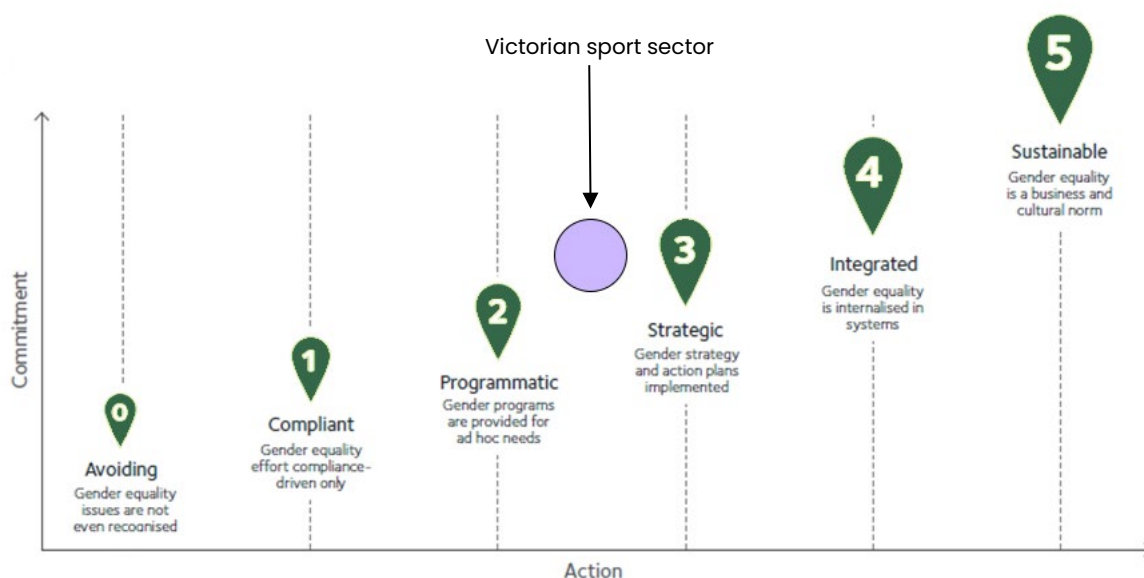 Victorian sport sector
5
Sustainable
Gender equality
is a business and
cultural norm
4
Integrated
Gender equality
is internalised in
systems
3
Strategic
Gender strategy
and action plans
implemented
2
Programmatic
Gender programs
are provided for
ad hoc needs
1
Compliant
Gender equality
effort compliance-
driven only
0
Avoiding
Gender equality
issues are not
even recognised
Commitment
Action